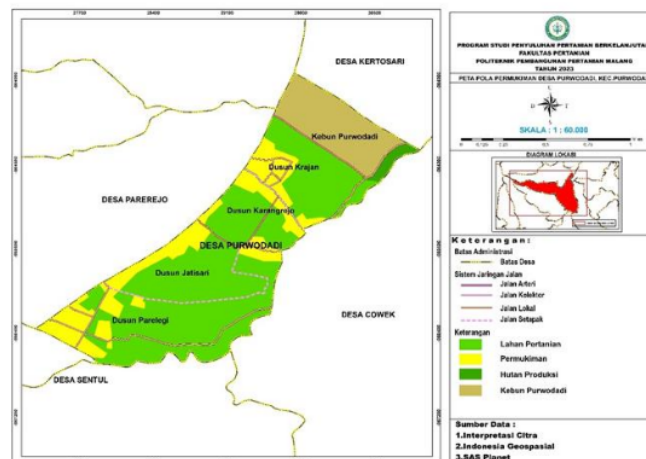 DESA KERTOSARI
Kebun Purwodadi
Dusun Krajan
DESA PAREREJO
Dusun Karangrejo
DESA PURWODADI
Dusun Jatisari
Dusun Parelegi
DESA COWEK
DESA SENTUL
PROGRAM STUDI PENYULUHAN PERTANIAN BERKELANJUTAN
FAKULTAS PERTANIAN
POLITEKNIK PEMBANGUNAN PERTANIAN MALANG
TAHUN 2023
PETA POLA PERMUKIMAN DESA PURWODADI, KEC.PURWODADI
SKALA : 1 : 60.000
DIAGRAM LOKASI
Keterangan :
Batas Administrasi
Batas Desa
Sistem Jaringan Jalan
Jalan Arteri
Jalan Kolekter
Jalan Lokal
Jalan Setapak
Keterangan
Lahan Pertanian
Permukiman
Hutan Produksi
Kebun Purwodadi
Sumber Data :
1.Interpretasi Citra
2.Indonesia Geospasial
3.SAS Planet